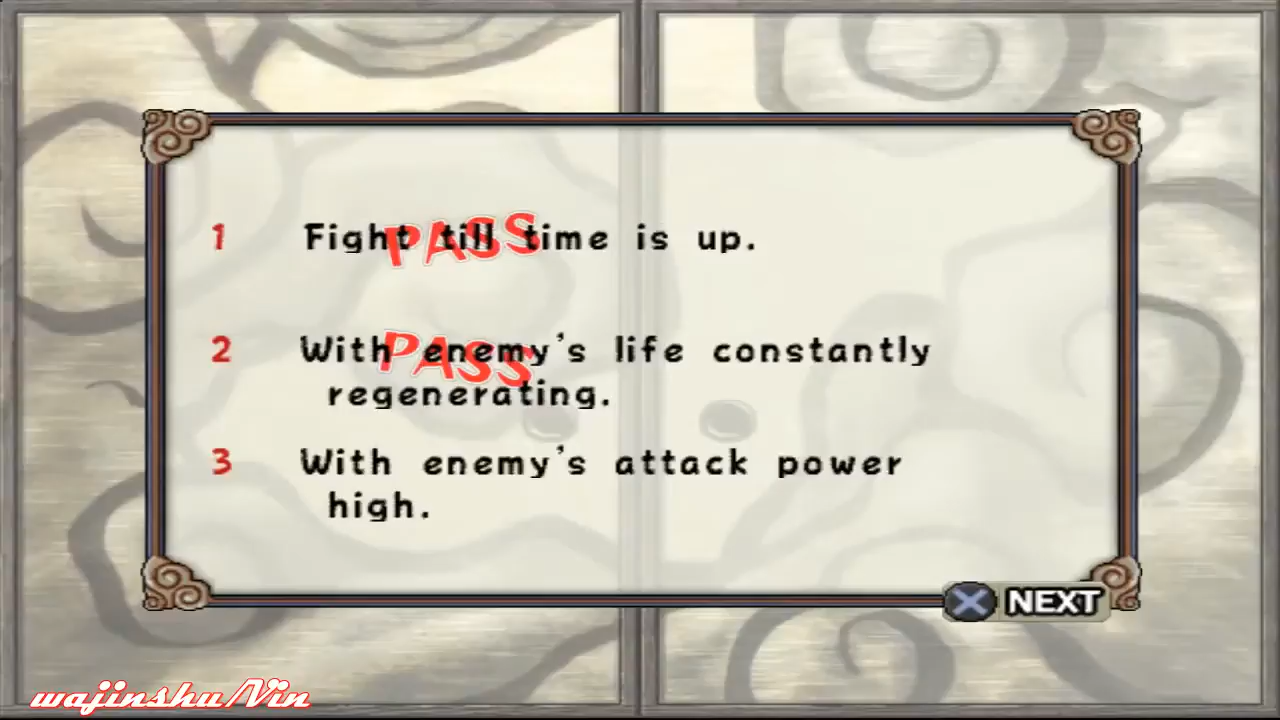 1 Fight till time is up.
PASS
2 With enemy's life constantly
regenerating.
PASS
3 With enemy's attack power
high.
NEXT
wajinshu/Vin